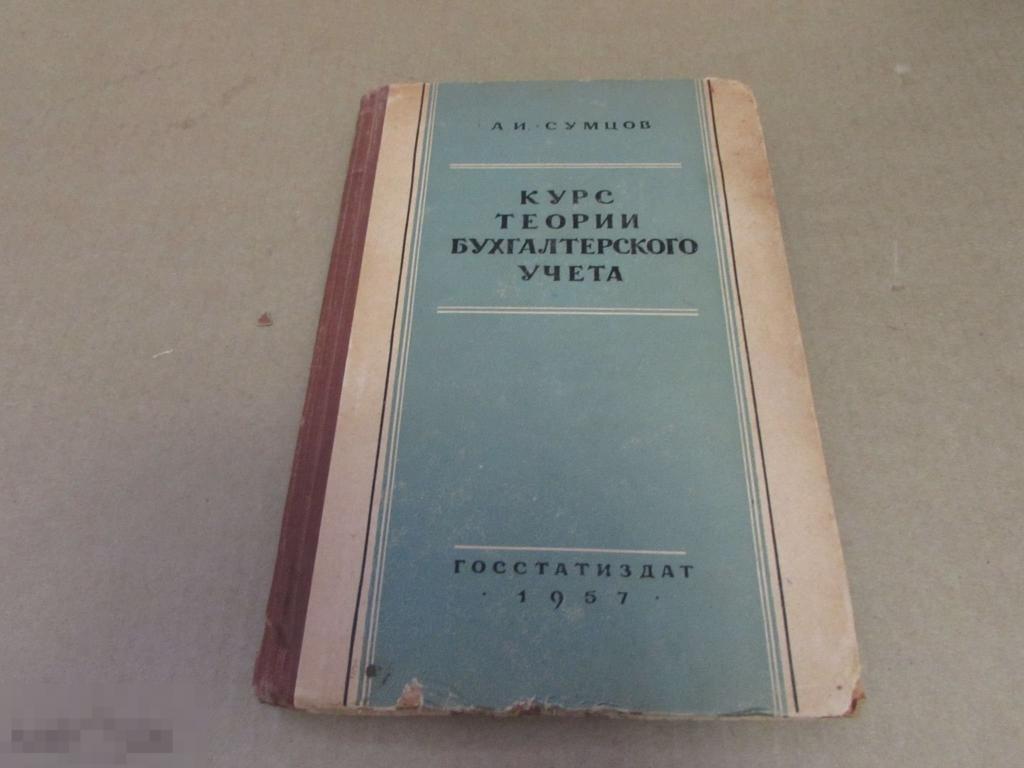 А И. СУМЦОВ
КУРС
ТЕОРИИ
БУХГАЛТЕРСКОГО
УЧЕТА
ГОССТАТИЗДАТ
· 1957 ·